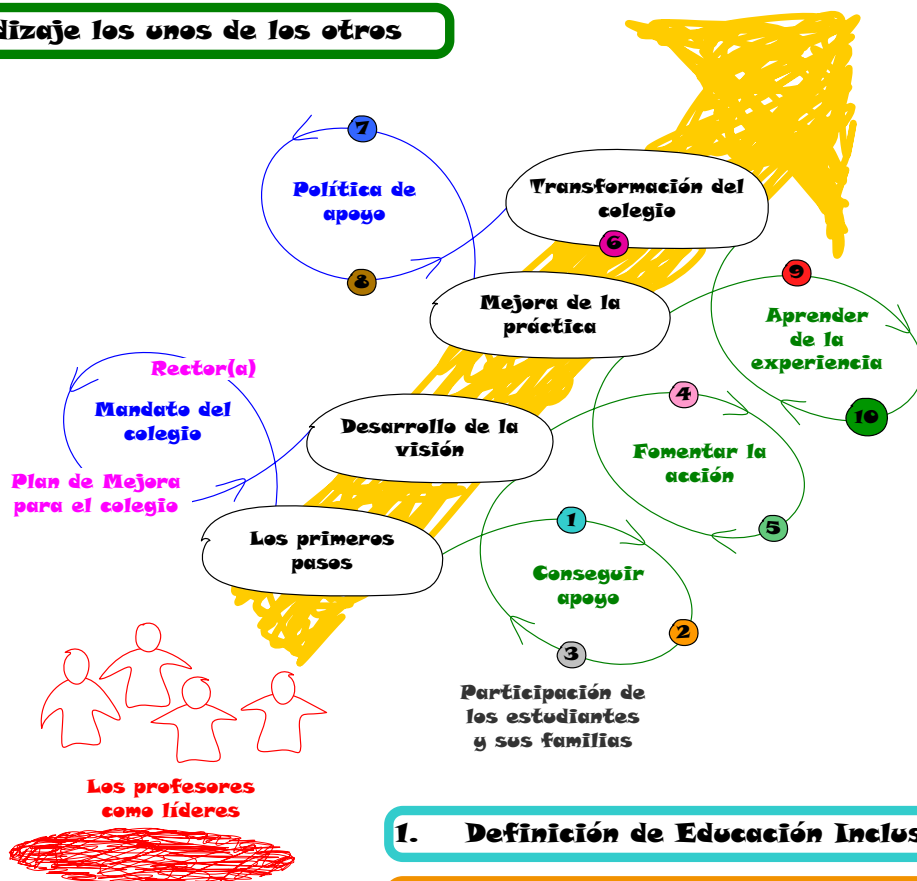 los unos de los otros
7
Política de
apoyo
8
Transformación del
colegio
6
Mejora de la
práctica
9
Aprender
de la
experiencia
10
Rector(a)
Mandato del
colegio
Plan de Mejora
para el colegio
Desarrollo de la
visión
4
Fomentar la
acción
5
Los primeros
pasos
1
Conseguir
apoyo
2
3
Participación de
los estudiantes
y sus familias
Los profesores
como líderes
1. Definición de Educación